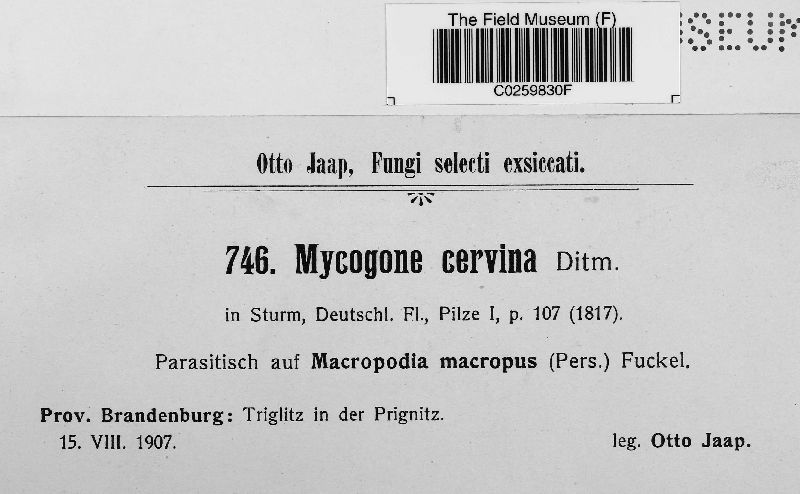 The Field Museum (F)
SEUM
C0259830F
Otto Jaap, Fungi selecti exsiccati.
746. Mycogone cervina Ditm.
in Sturm, Deutschl. Fl., Pilze I, p. 107 (1817).
Parasitisch auf Macropodia macropus (Pers.) Fuckel.
Prov. Brandenburg: Triglitz in der Prignitz.
15. VIII. 1907. leg. Otto Jaap.